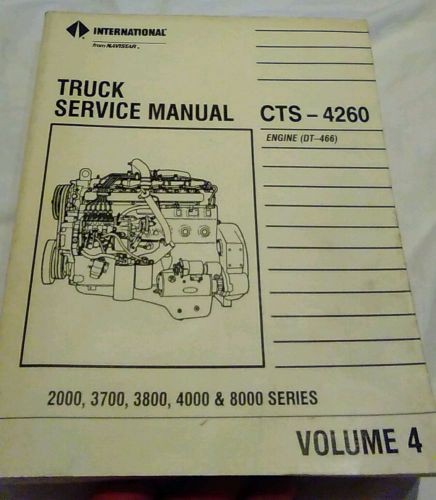 INTERNATIONAL®
from NAVISTAR.
TRUCK
SERVICE MANUAL
CTS – 4260
ENGINE (DT–466)
2000, 3700, 3800, 4000 & 8000 SERIES
VOLUME 4